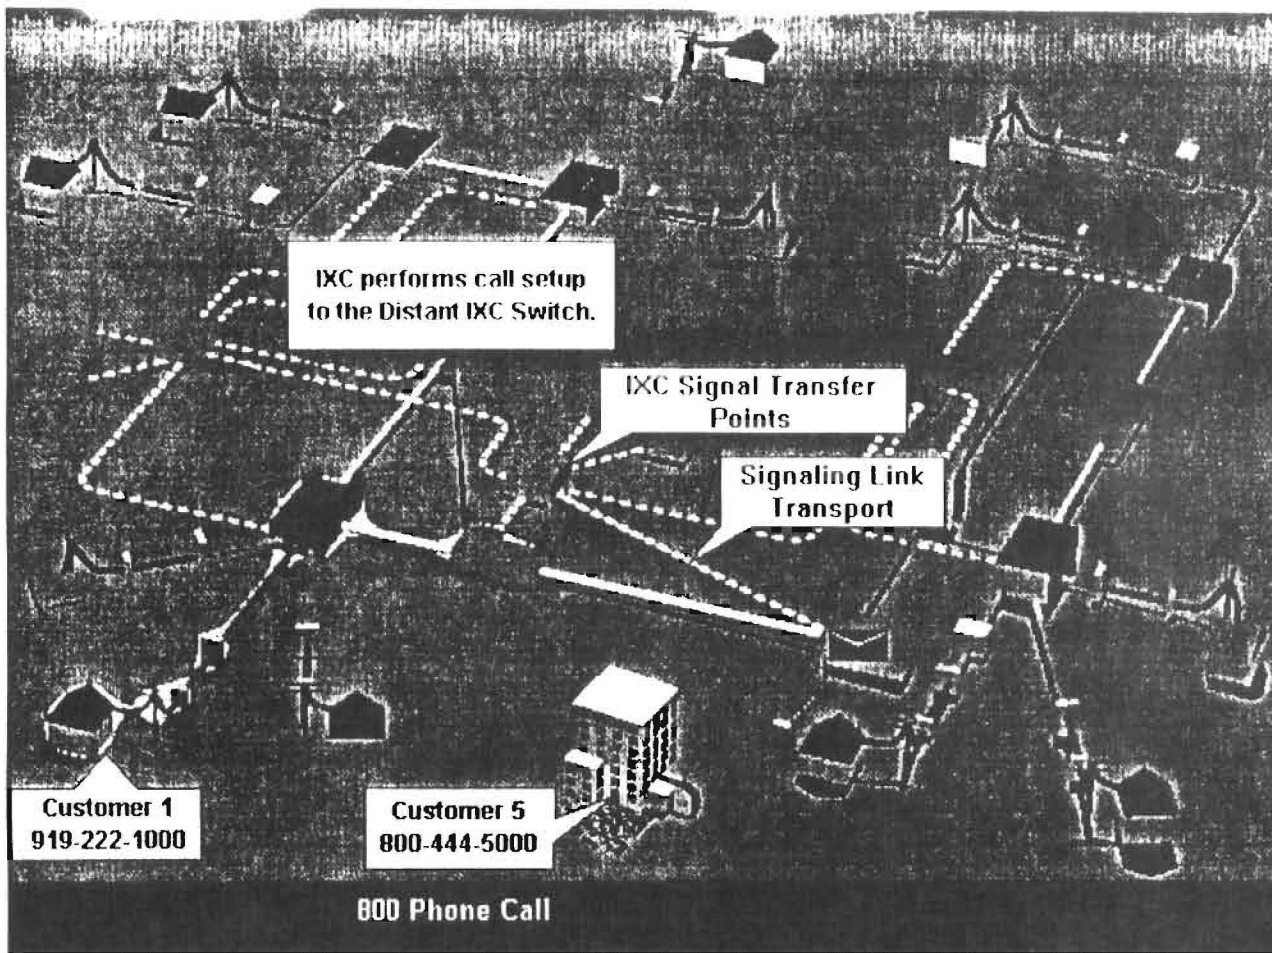 IXC performs call setup
to the Distant IXC Switch.
IXC Signal Transfer
Points
Signaling Link
Transport
Customer 1
919-222-1000
Customer 5
800-444-5000
800 Phone Call